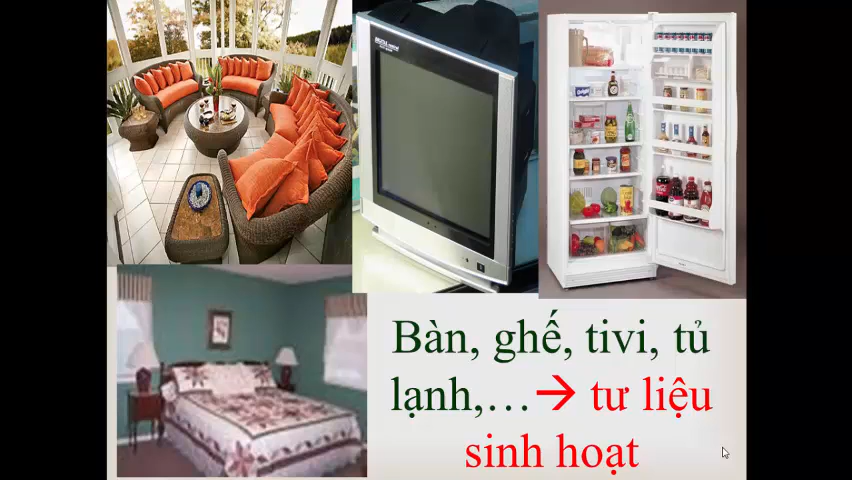 Bàn, ghế, tivi, tủ
lạnh,...→ tư liệu
sinh hoạt